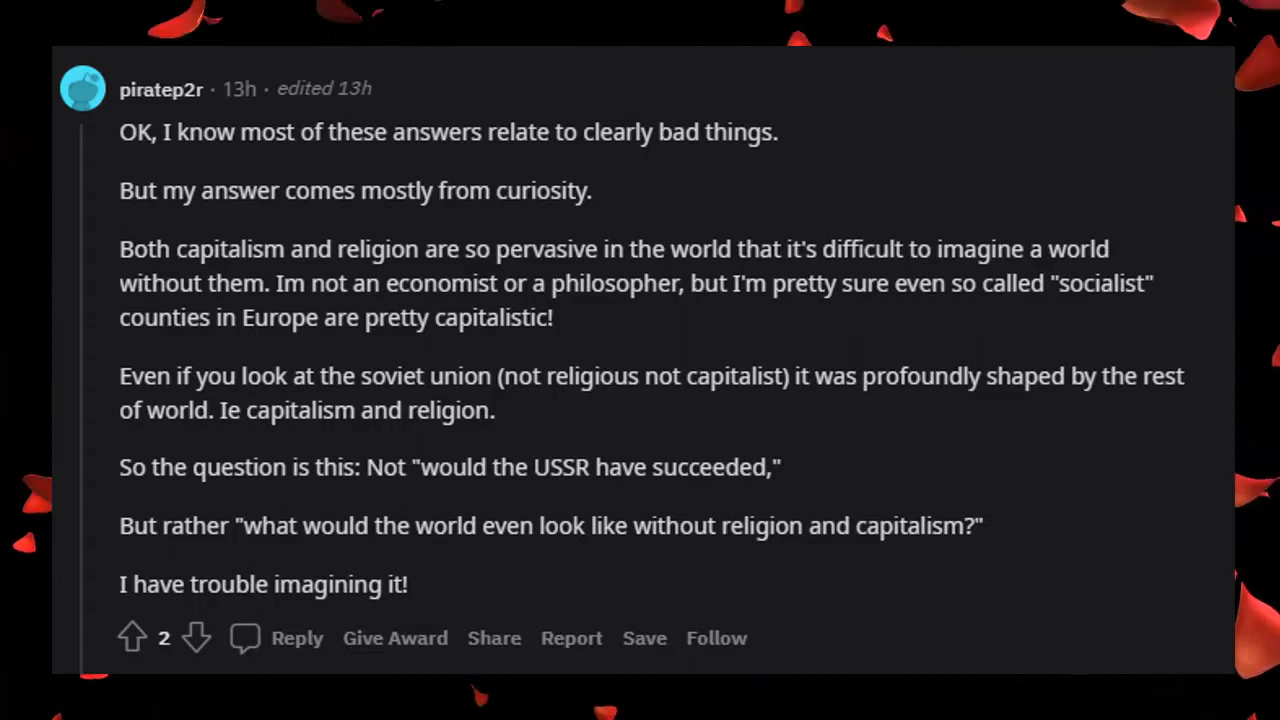 piratep2r · 13h · edited 13h
OK, I know most of these answers relate to clearly bad things.
But my answer comes mostly from curiosity.
Both capitalism and religion are so pervasive in the world that it's difficult to imagine a world
without them. Im not an economist or a philosopher, but I'm pretty sure even so called "socialist"
counties in Europe are pretty capitalistic!
Even if you look at the soviet union (not religious not capitalist) it was profoundly shaped by the rest
of world. Ie capitalism and religion.
So the question is this: Not "would the USSR have succeeded,"
But rather "what would the world even look like without religion and capitalism?"
I have trouble imagining it!
2 Reply Give Award Share Report Save Follow